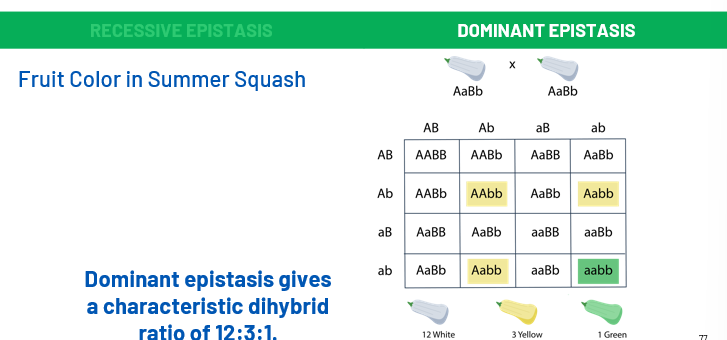 RECESSIVE EPISTASIS
DOMINANT EPISTASIS
Fruit Color in Summer Squash
x
AaBb AaBb
AB Ab aB ab
AB AABB AABb AaBB AaBb
Ab AABb AAbb AaBb Aabb
aB AaBB AaBb aaBB aaBb
ab AaBb Aabb aaBb aabb
Dominant epistasis gives
a characteristic dihybrid
ratio of 12:3:1.
12 White 3 Yellow 1 Green
77